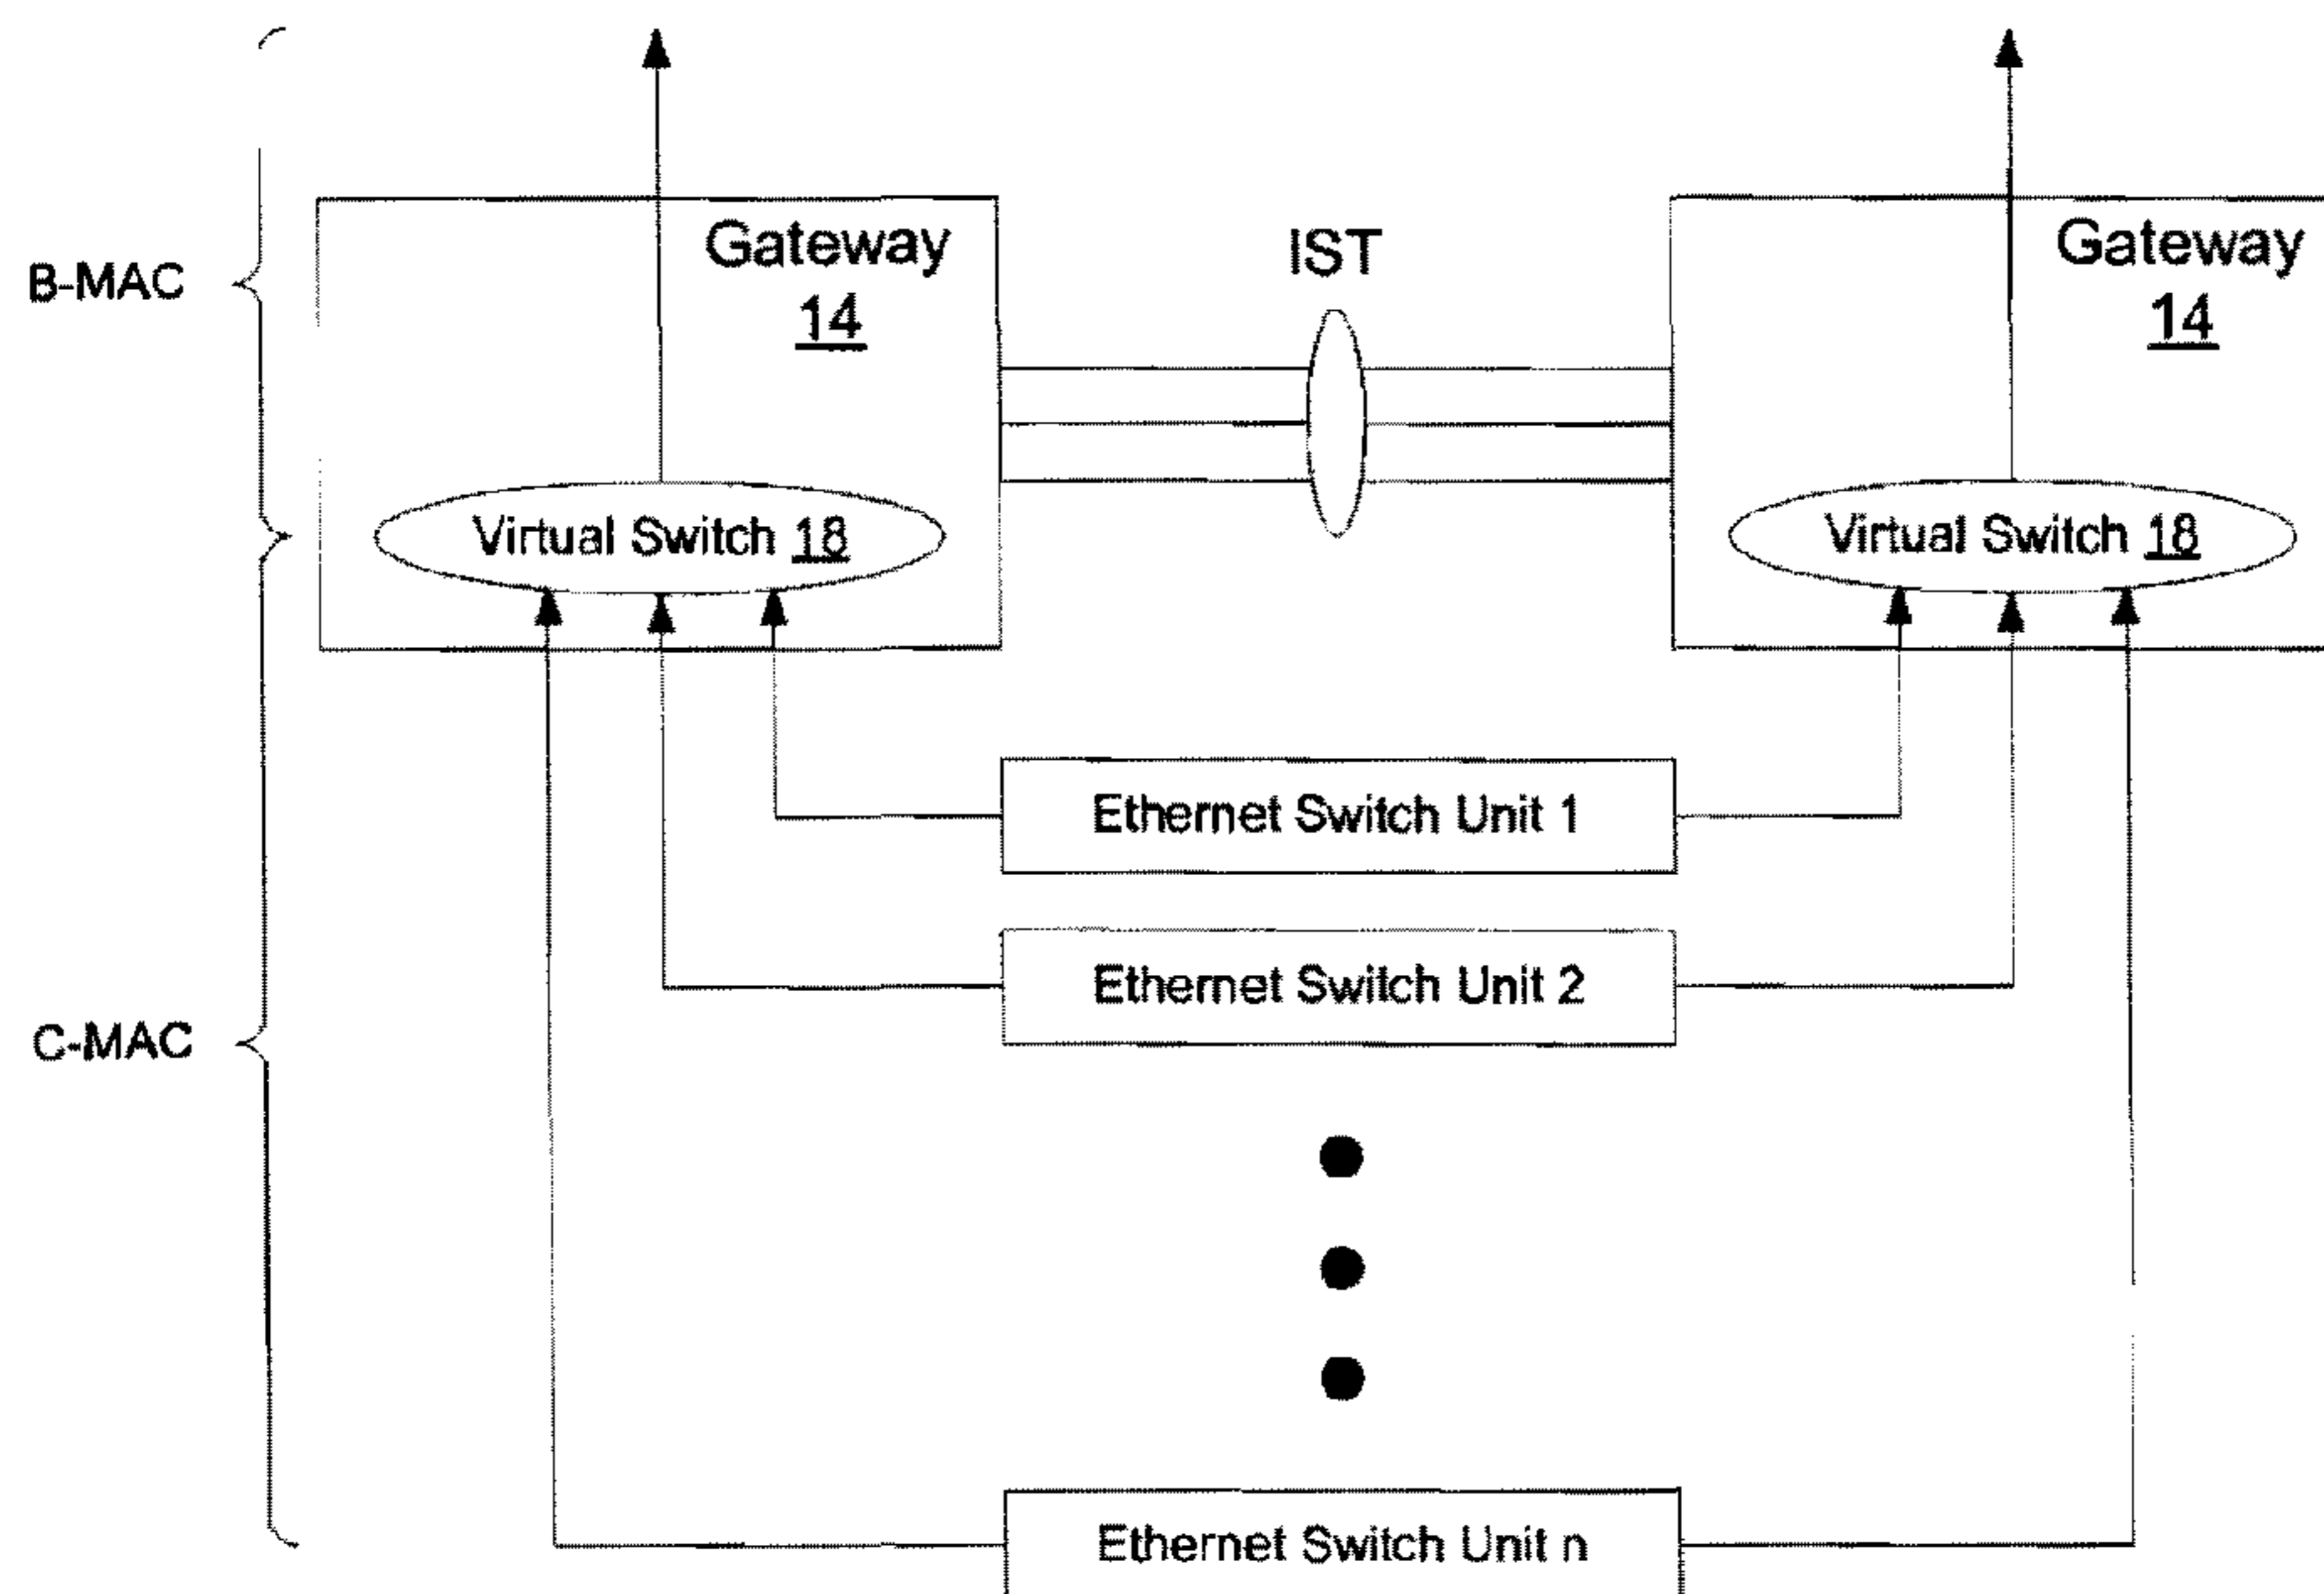 Gateway
14
IST
Gateway
14
B-MAC
Virtual Switch 18
Virtual Switch 18
Ethernet Switch Unit 1
Ethernet Switch Unit 2
C-MAC
Ethernet Switch Unit n